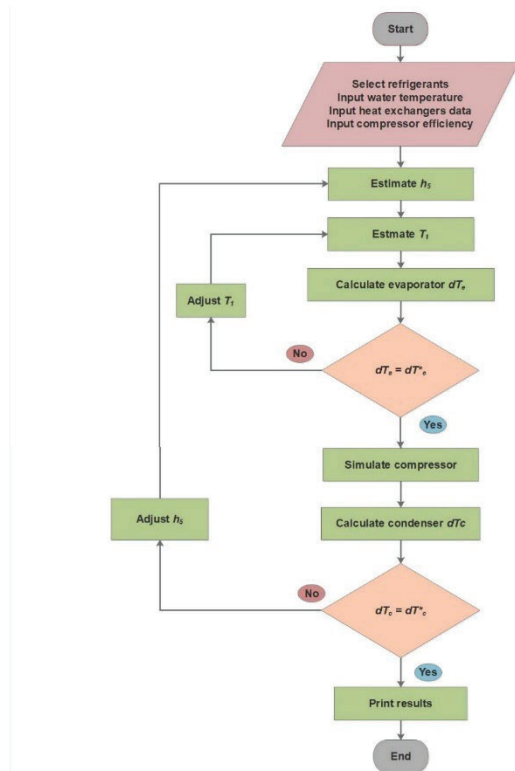 Start
Select refrigerants
Input water temperature
Input heat exchangers data
Input compressor efficiency
Estimate h₅
Estmate T₁
Calculate evaporator dTₑ
Adjust T₁
No
dTₑ = dT*ₑ
Yes
Simulate compressor
Calculate condenser dTc
Adjust h₅
No
dT_c = dT*_c
Yes
Print results
End